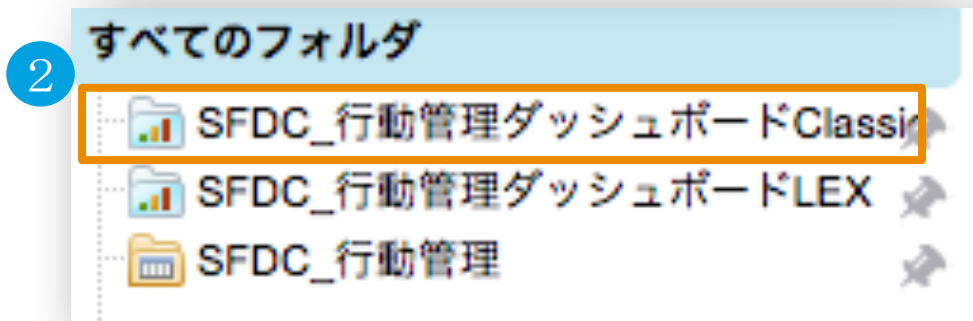 すべてのフォルダ
2
SFDC_行動管理ダッシュボードClassic
SFDC_行動管理ダッシュボードLEX
SFDC_行動管理